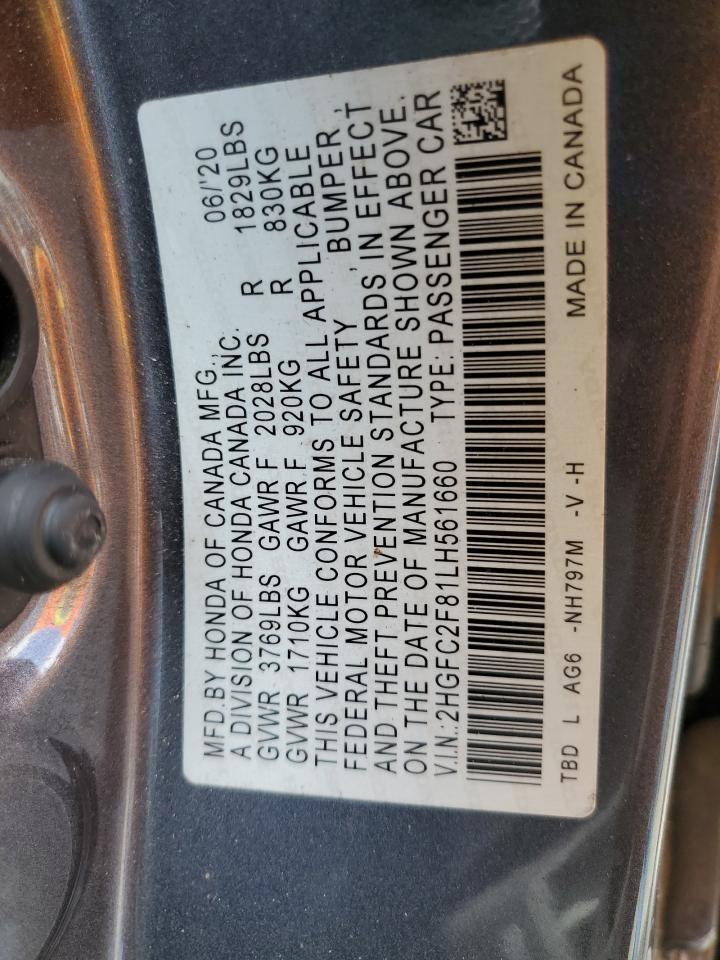 MFD.BY HONDA OF CANADA MFG., 06/'20
A DIVISION OF HONDA CANADA INC.
GVWR 3769LBS GAWR F 2028LBS R 1829LBS
GVWR 1710KG GAWR F 920KG R 830KG
THIS VEHICLE CONFORMS TO ALL APPLICABLE
FEDERAL MOTOR VEHICLE SAFETY , BUMPER,
AND THEFT PREVENTION STANDARDS IN EFFECT
ON THE DATE OF MANUFACTURE SHOWN ABOVE.
V.I.N.:2HGFC2F81LH561660 TYPE: PASSENGER CAR
TBD L AG6 -NH797M -V -H MADE IN CANADA